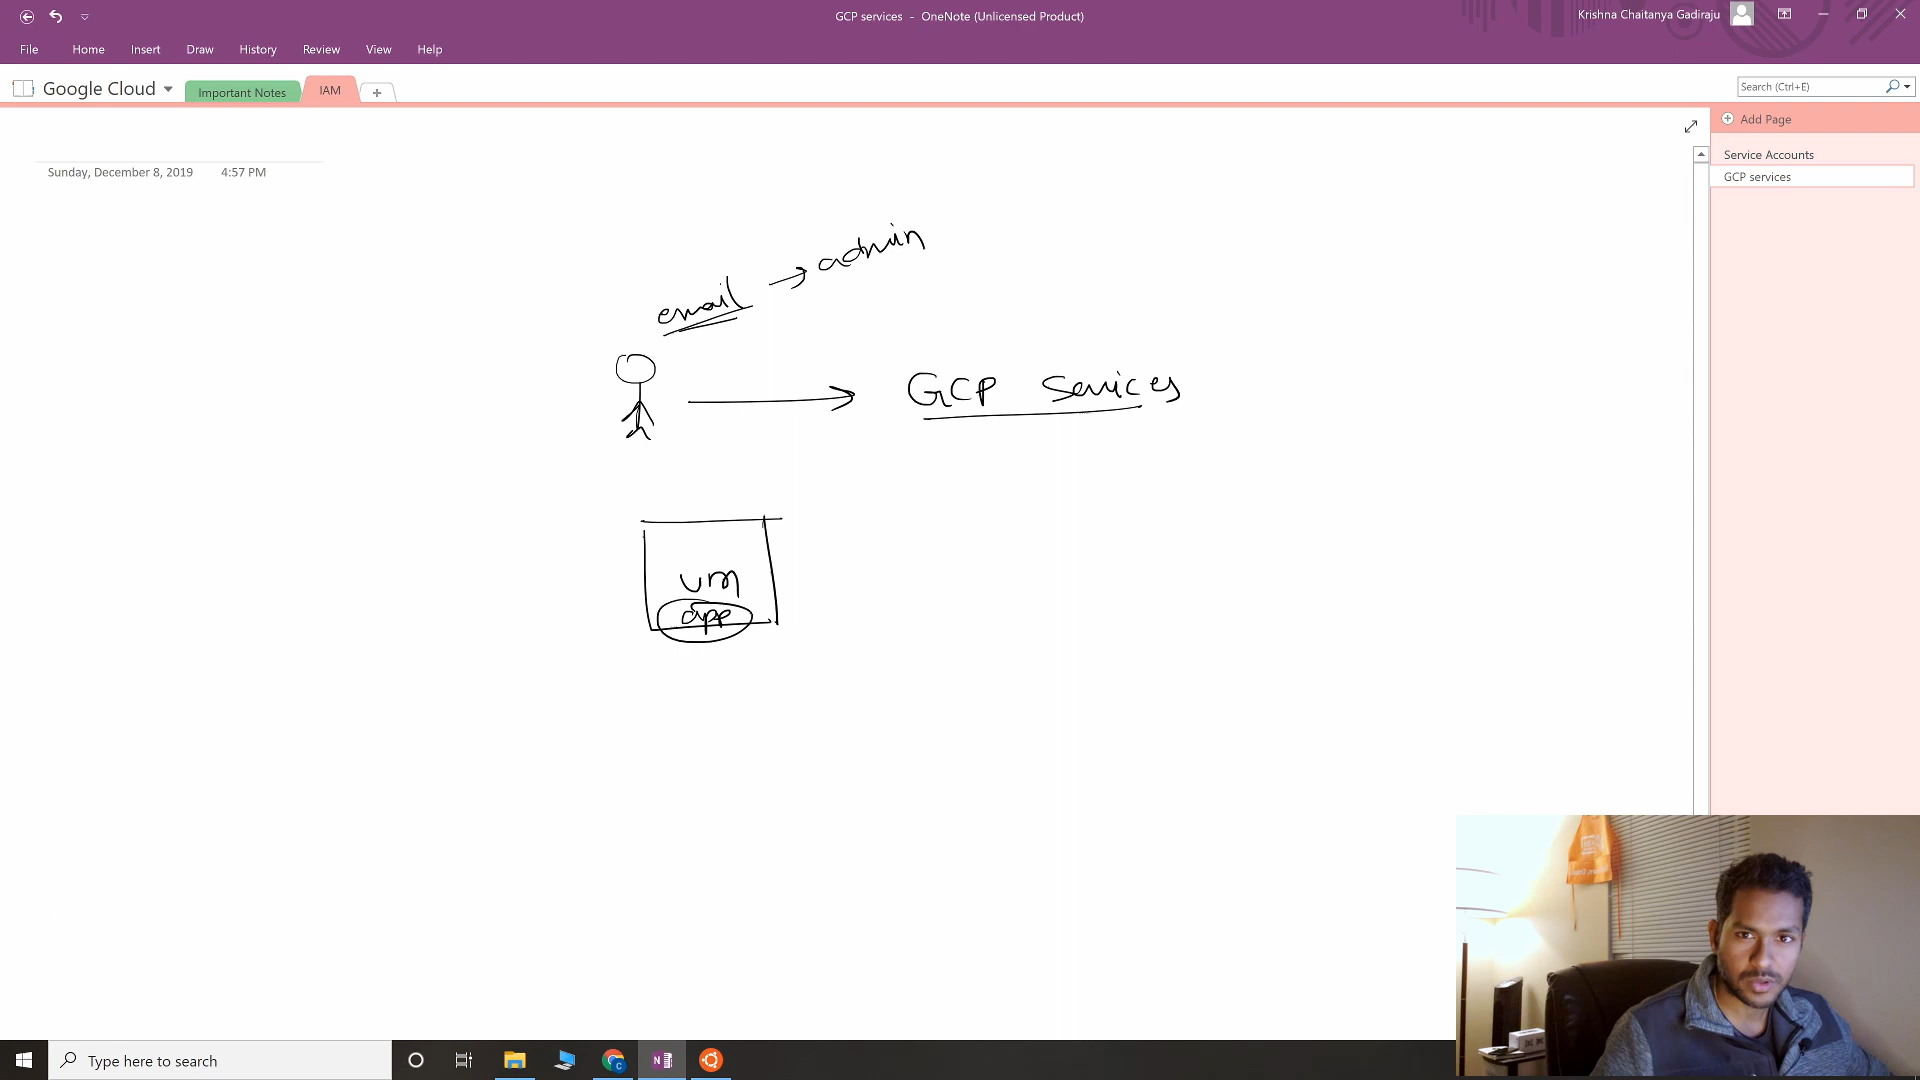 GCP services - OneNote (Unlicensed Product)
Krishna Chaitanya Gadiraju
File Home Insert Draw History Review View Help
Google Cloud Important Notes IAM
Search (Ctrl+E)
Add Page
Service Accounts
GCP services
Sunday, December 8, 2019 4:57 PM
email → admin
GCP Services
vm
app
Type here to search